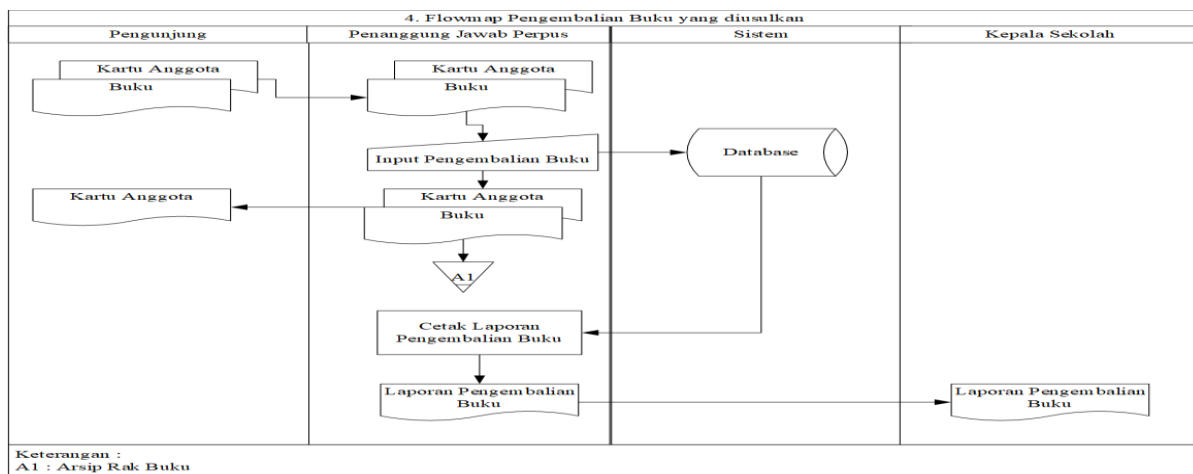 4. Flowmap Pengembalian Buku yang diusulkan
Pengunjung
Penanggung Jawab Perpus
Sistem
Kepala Sekolah
Kartu Anggota
Buku
Kartu Anggota
Buku
Input Pengembalian Buku
Database
Kartu Anggota
Kartu Anggota
Buku
A1
Cetak Laporan
Pengembalian Buku
Laporan Pengembalian
Buku
Laporan Pengembalian
Buku
Keterangan :
A1 : Arsip Rak Buku